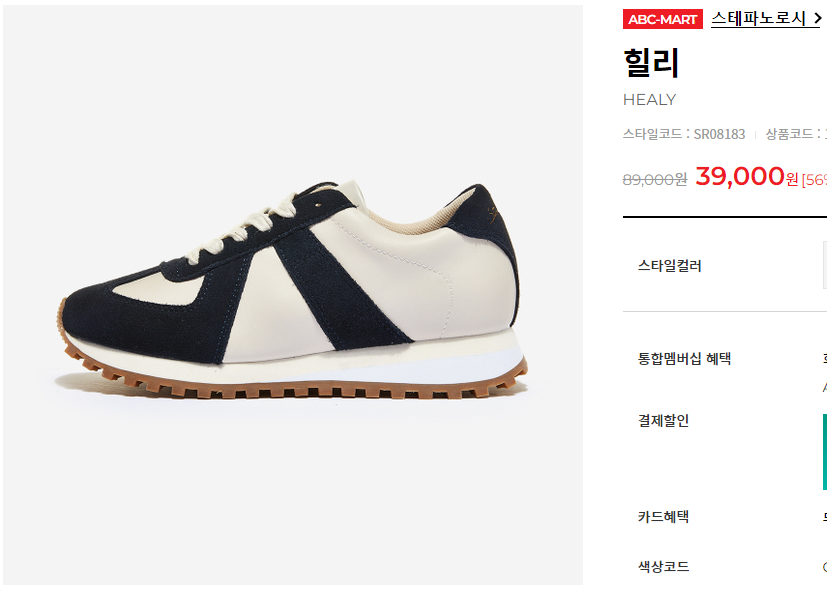 ABC-MART 스테파노로시
힐리
HEALY
스타일코드 : SR08183 상품코드 :
89,000원 39,000원 [56%
스타일컬러
통합멤버십 혜택
결제할인
카드혜택
색상코드